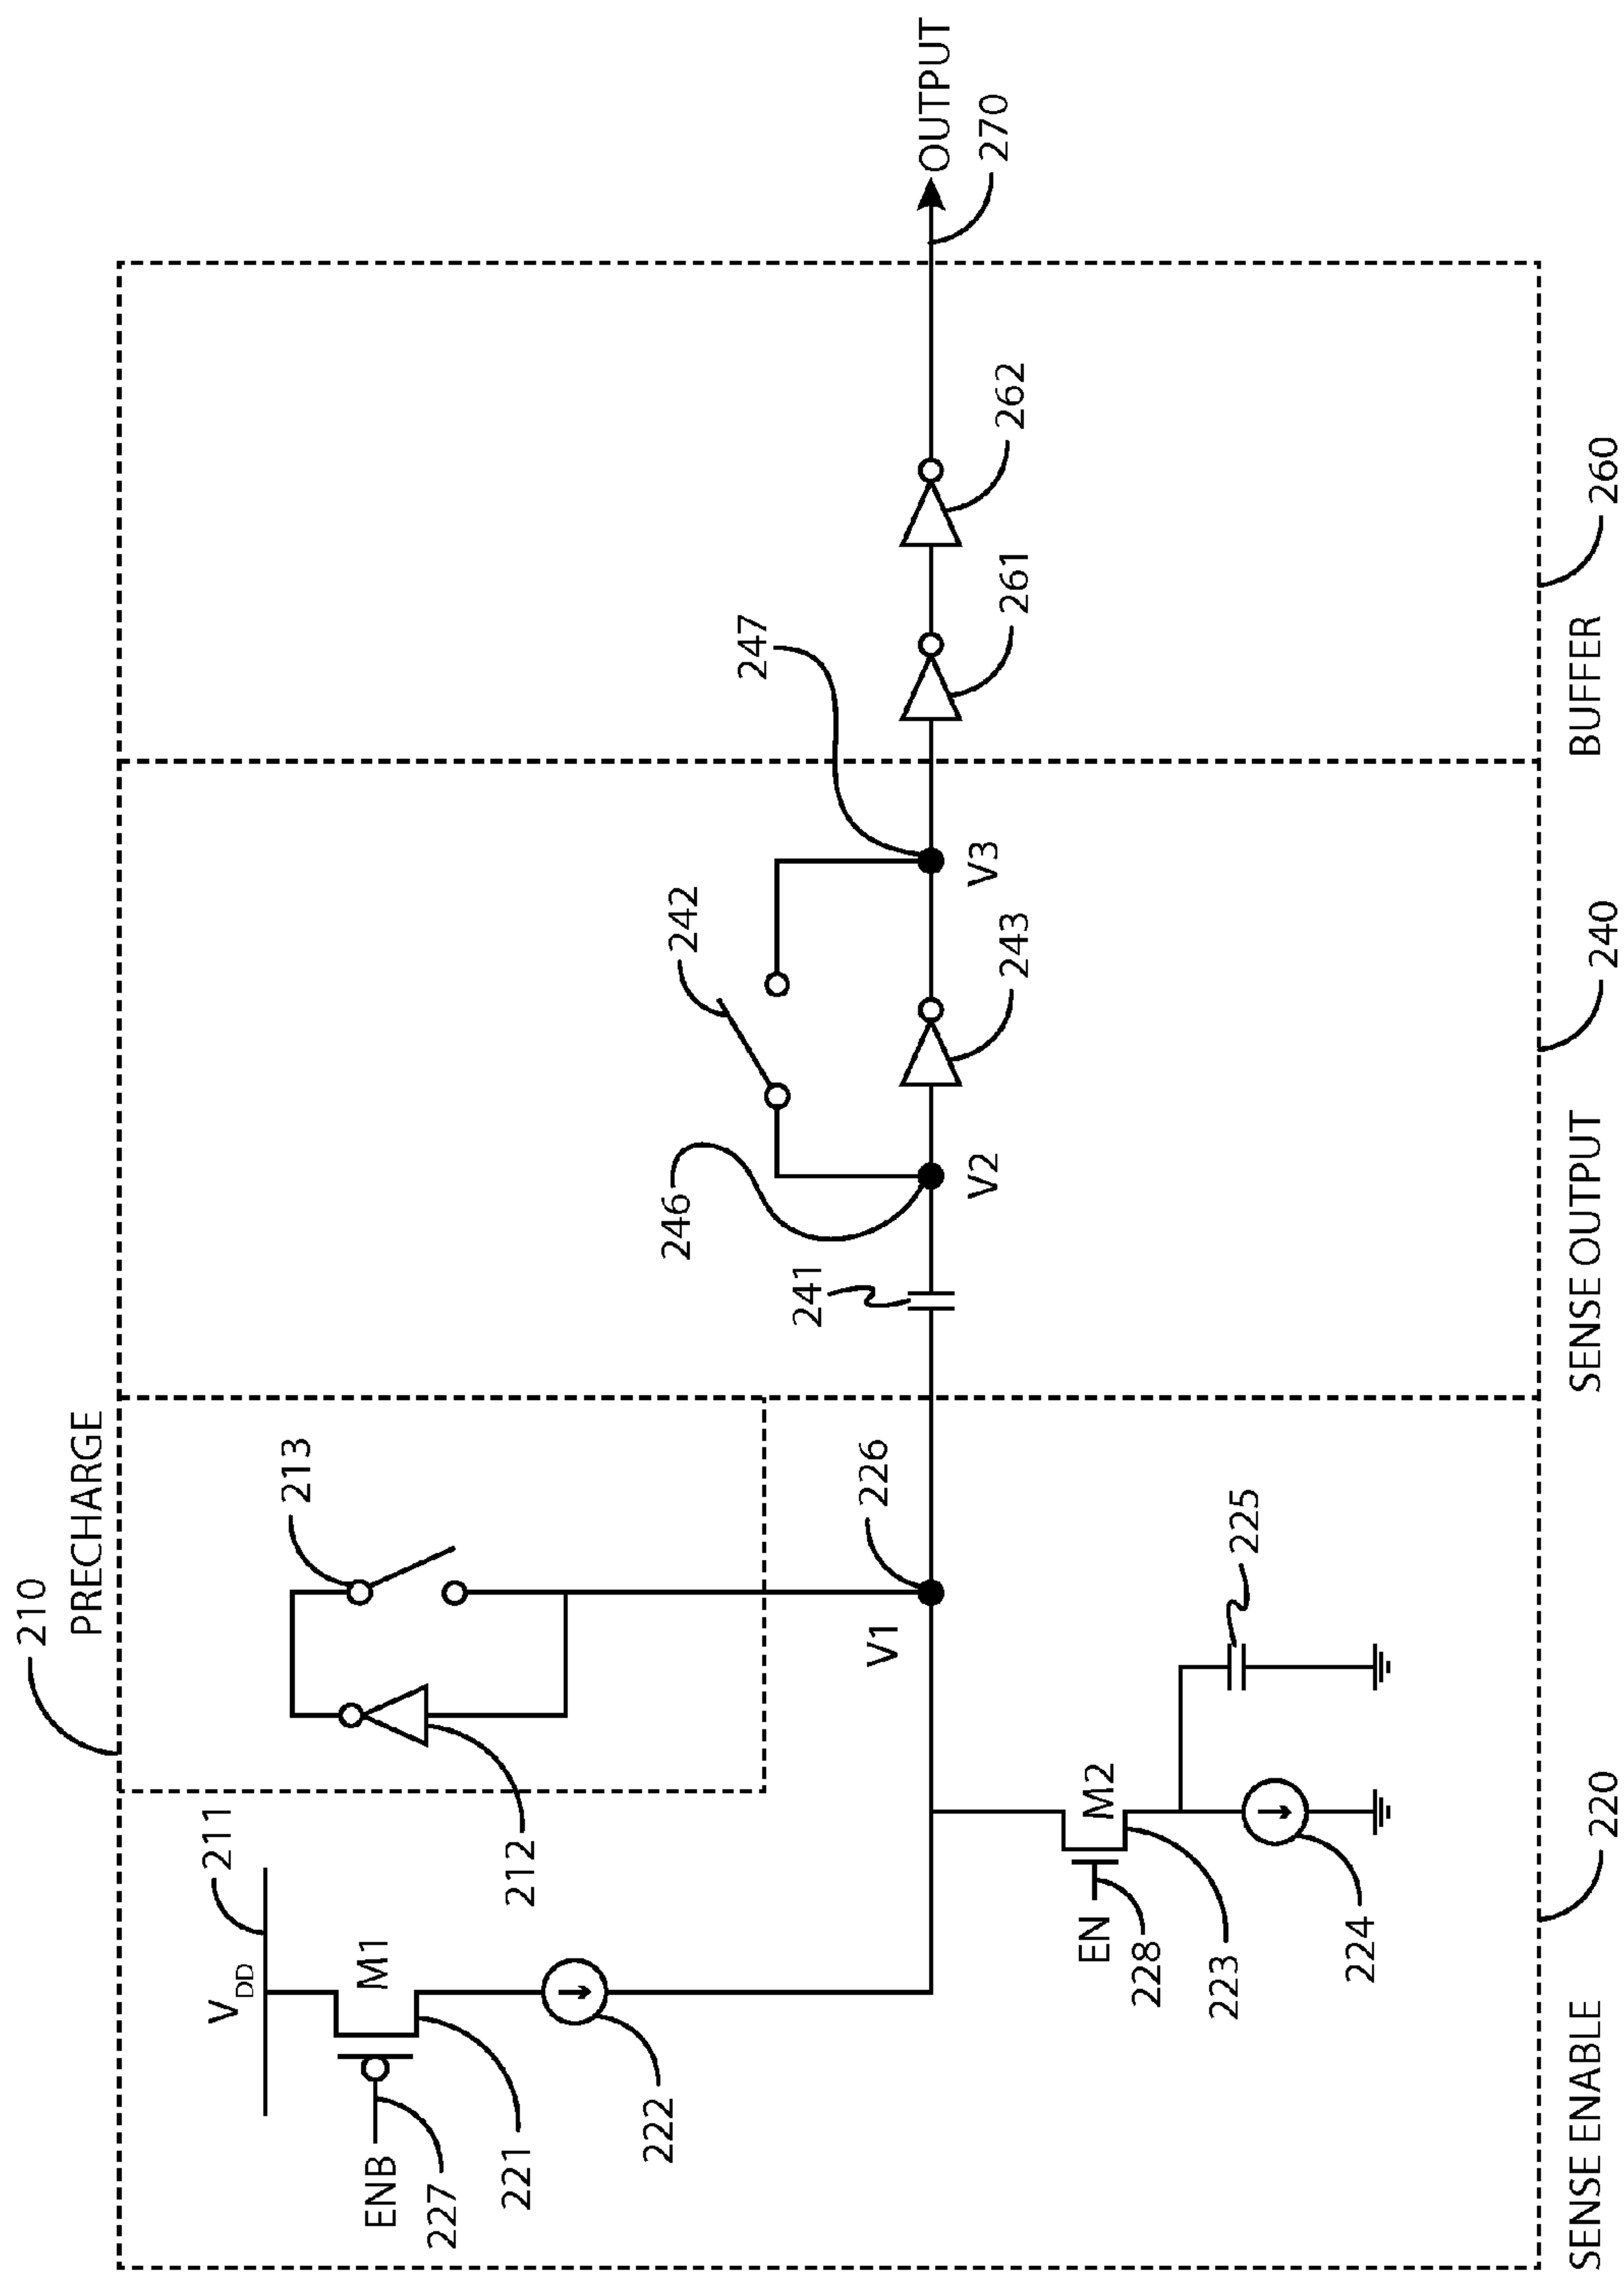 210
PRECHARGE
213
212
211
V_DD
M1
ENB
227
221
222
V1
226
M2
EN
228
223
224
225
SENSE ENABLE
220
241
246
V2
242
243
V3
247
SENSE OUTPUT
240
261
262
BUFFER
260
OUTPUT
270